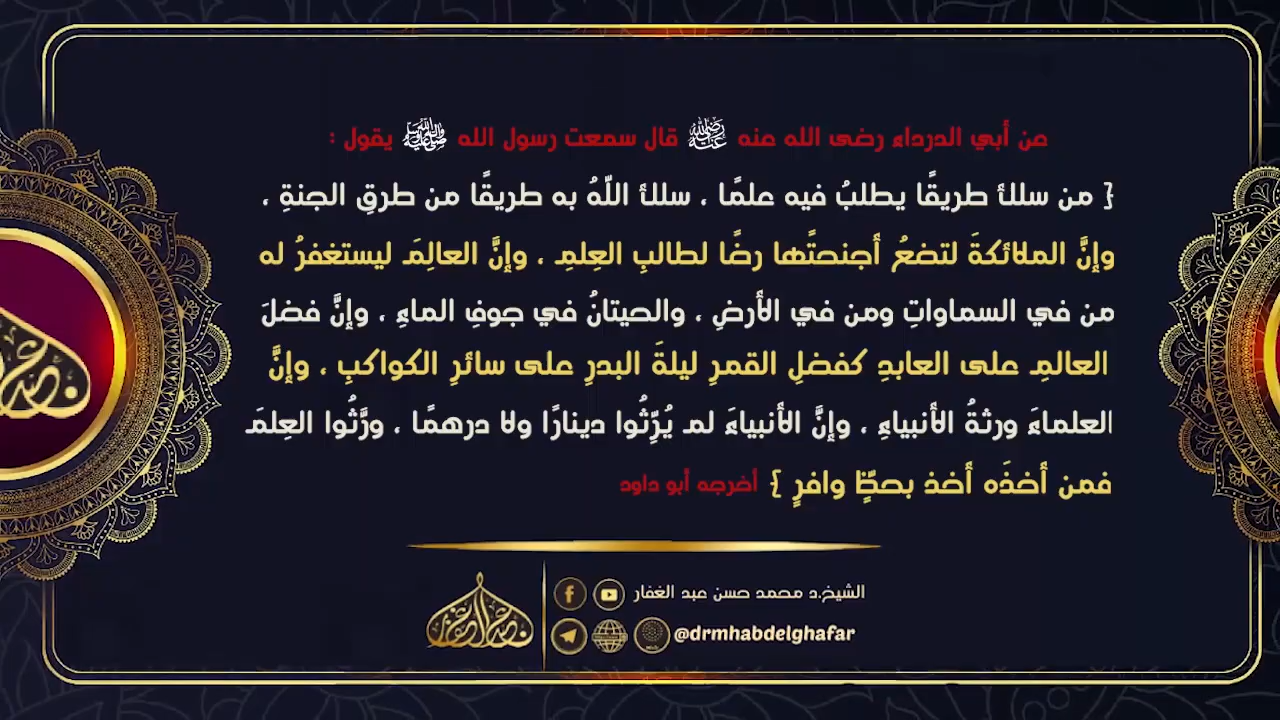 عن أبي الدرداء رضى الله عنه ﷺ قال سمعت رسول الله ﷺ يقول :
{ من سلك طريقًا يطلبُ فيه علمًا ، سلك اللّهُ به طريقًا من طرقِ الجنةِ ،
وإنَّ الملائكةَ لتضعُ أجنحتَها رضًا لطالبِ العِلمِ ، وإنَّ العالِمَ ليستغفرُ له
من في السماواتِ ومن في الأرضِ ، والحيتانُ في جوفِ الماءِ ، وإنَّ فضلَ
العالمِ على العابدِ كفضلِ القمرِ ليلةَ البدرِ على سائرِ الكواكبِ ، وإنَّ
العلماءَ ورثةُ الأنبياءِ ، وإنَّ الأنبياءَ لم يُرِّثُوا دينارًا ولا درهمًا ، ورَّثُوا العِلمَ
فمن أخذَه أخذ بحظٍّ وافرٍ } أخرجه أبو داود
الشيخ.د محمد حسن عبد الغفار
@drmhabdelghafar